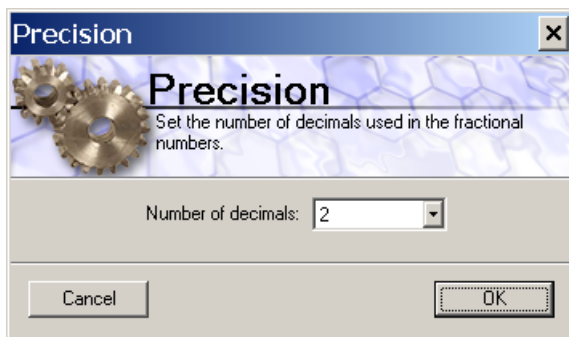 Precision
Precision
Set the number of decimals used in the fractional
numbers.
Number of decimals: 2
Cancel
OK